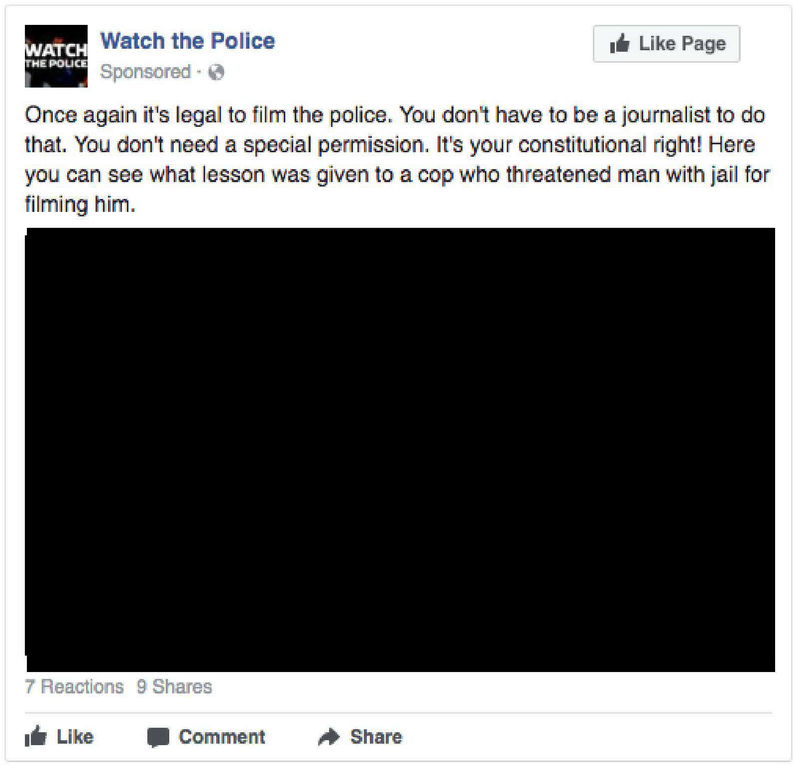 WATCH
THE POLICE
Watch the Police
Like Page
Sponsored ·
Once again it's legal to film the police. You don't have to be a journalist to do
that. You don't need a special permission. It's your constitutional right! Here
you can see what lesson was given to a cop who threatened man with jail for
filming him.
7 Reactions 9 Shares
Like Comment Share